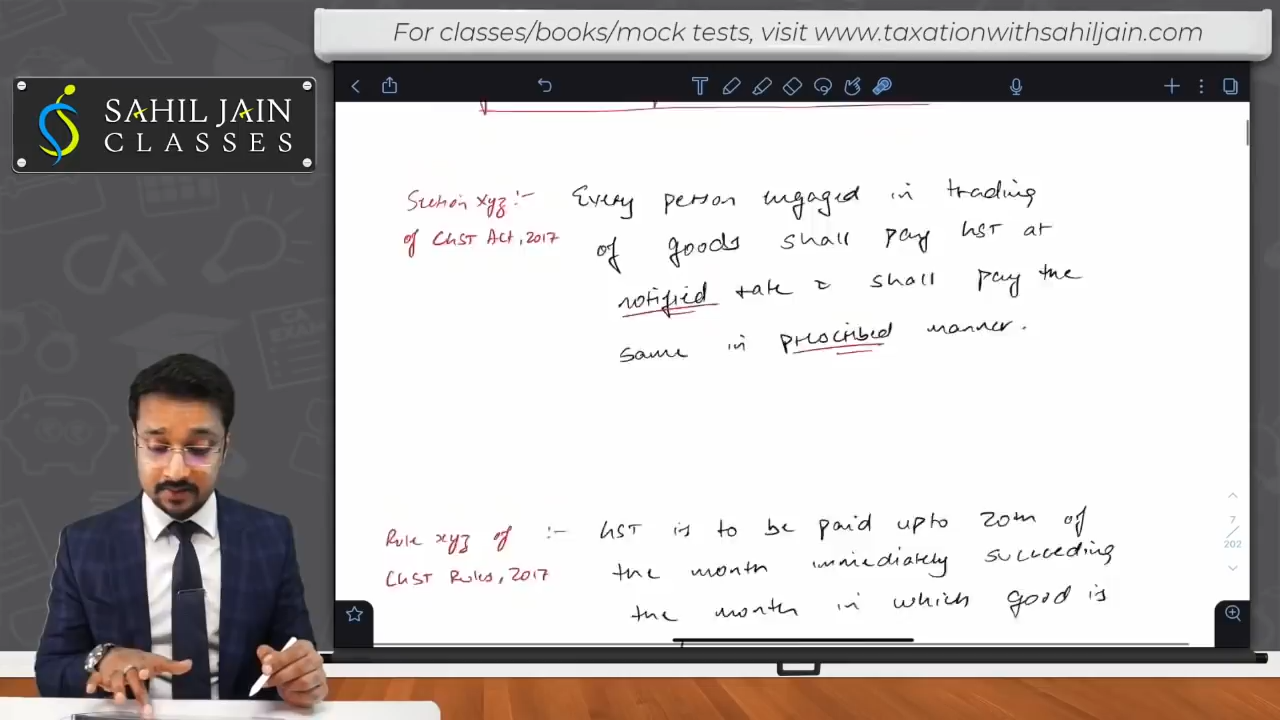 For classes/books/mock tests, visit www.taxationwithsahiljain.com
SAHIL JAIN
CLASSES
T
Section xyz :- Every person engaged in trading
of CGST Act, 2017 of goods shall pay GST at
notified rate & shall pay the
same in prescribed manner.
Rule xyz of :- GST is to be paid upto 20th of
CGST Rules, 2017 the month immediately succeeding
the month in which good is
7
202